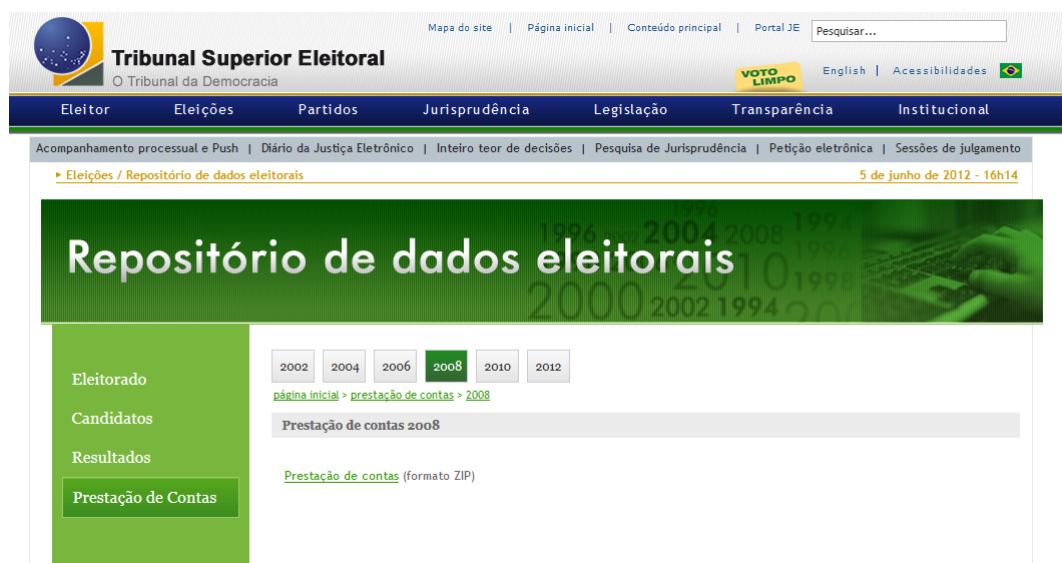 Mapa do site | Página inicial | Conteúdo principal | Portal JE Pesquisar...
Tribunal Superior Eleitoral
O Tribunal da Democracia
VOTO LIMPO English | Acessibilidades
Eleitor Eleições Partidos Jurisprudência Legislação Transparência Institucional
Acompanhamento processual e Push | Diário da Justiça Eletrônico | Inteiro teor de decisões | Pesquisa de Jurisprudência | Petição eletrônica | Sessões de julgamento
Eleições / Repositório de dados eleitorais 5 de junho de 2012 - 16h14
1996
1996 2002 2004 2008 1994
Repositório de dados eleitorais
2010 1998
2000 2002 1994
Eleitorado
Candidatos
Resultados
Prestação de Contas
2002 2004 2006 2008 2010 2012
página inicial > prestação de contas > 2008
Prestação de contas 2008
Prestação de contas (formato ZIP)